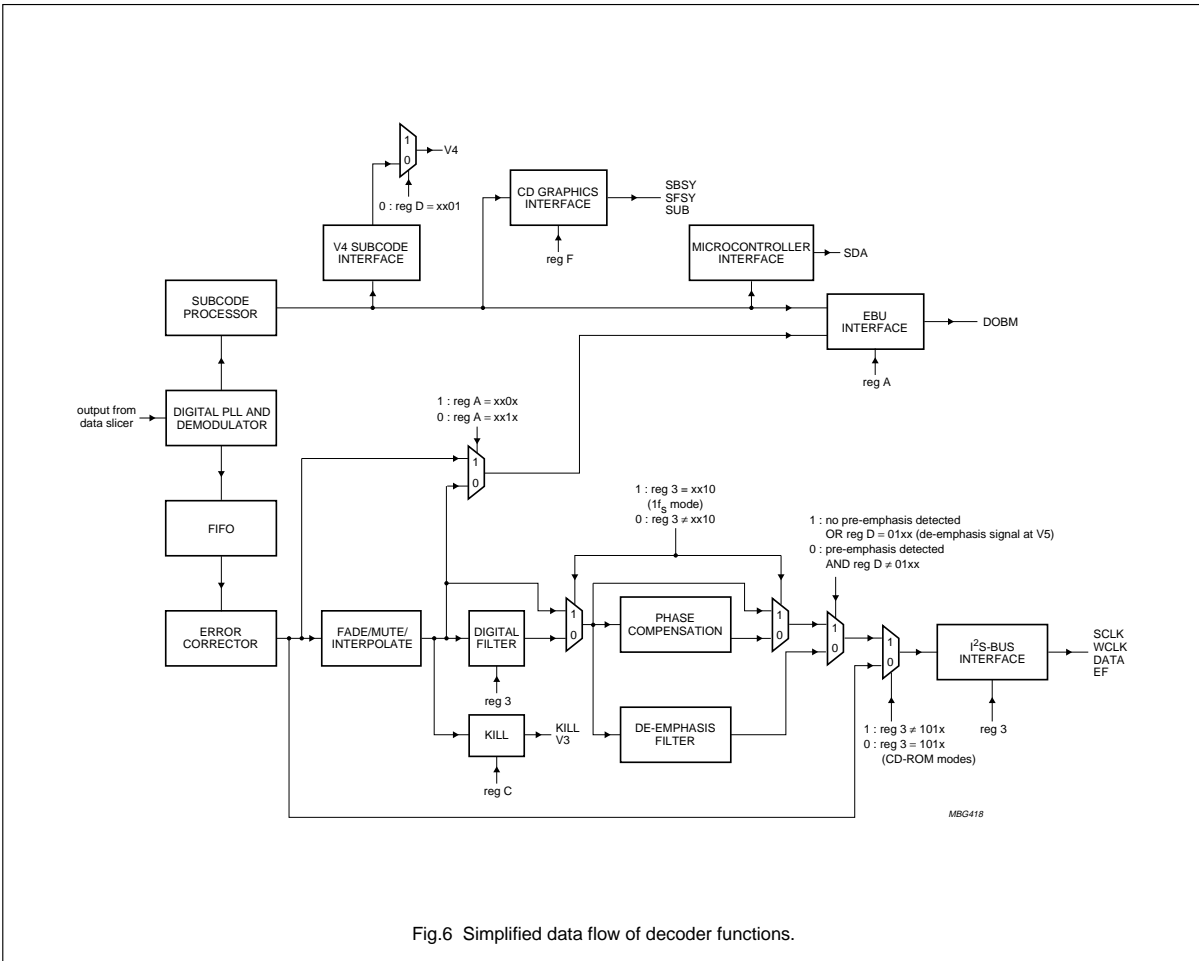 1
0
V4
0 : reg D = xx01
V4 SUBCODE
INTERFACE
CD GRAPHICS
INTERFACE
SBSY
SFSY
SUB
reg F
MICROCONTROLLER
INTERFACE
SDA
SUBCODE
PROCESSOR
EBU
INTERFACE
DOBM
reg A
output from
data slicer
DIGITAL PLL AND
DEMODULATOR
1 : reg A = xx0x
0 : reg A = xx1x
1
0
FIFO
1 : reg 3 = xx10
(1fs mode)
0 : reg 3 ≠ xx10
1 : no pre-emphasis detected
OR reg D = 01xx (de-emphasis signal at V5)
0 : pre-emphasis detected
AND reg D ≠ 01xx
ERROR
CORRECTOR
FADE/MUTE/
INTERPOLATE
DIGITAL
FILTER
reg 3
1
0
PHASE
COMPENSATION
1
0
1
0
1
0
I2S-BUS
INTERFACE
reg 3
SCLK
WCLK
DATA
EF
KILL
KILL
V3
reg C
DE-EMPHASIS
FILTER
1 : reg 3 ≠ 101x
0 : reg 3 = 101x
(CD-ROM modes)
MBG418
Fig.6 Simplified data flow of decoder functions.